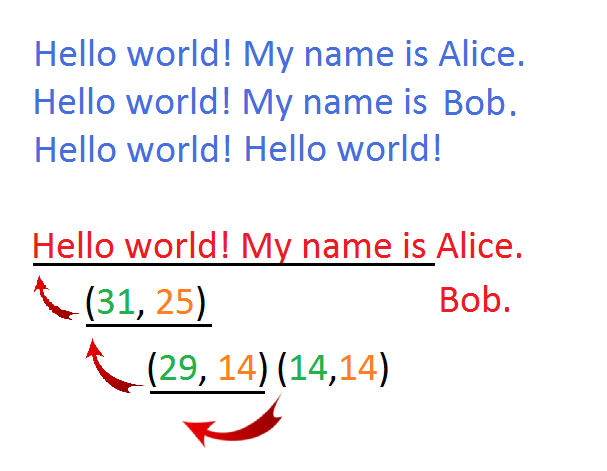 Hello world! My name is Alice.
Hello world! My name is Bob.
Hello world! Hello world!
Hello world! My name is Alice.
(31, 25) Bob.
(29, 14) (14,14)